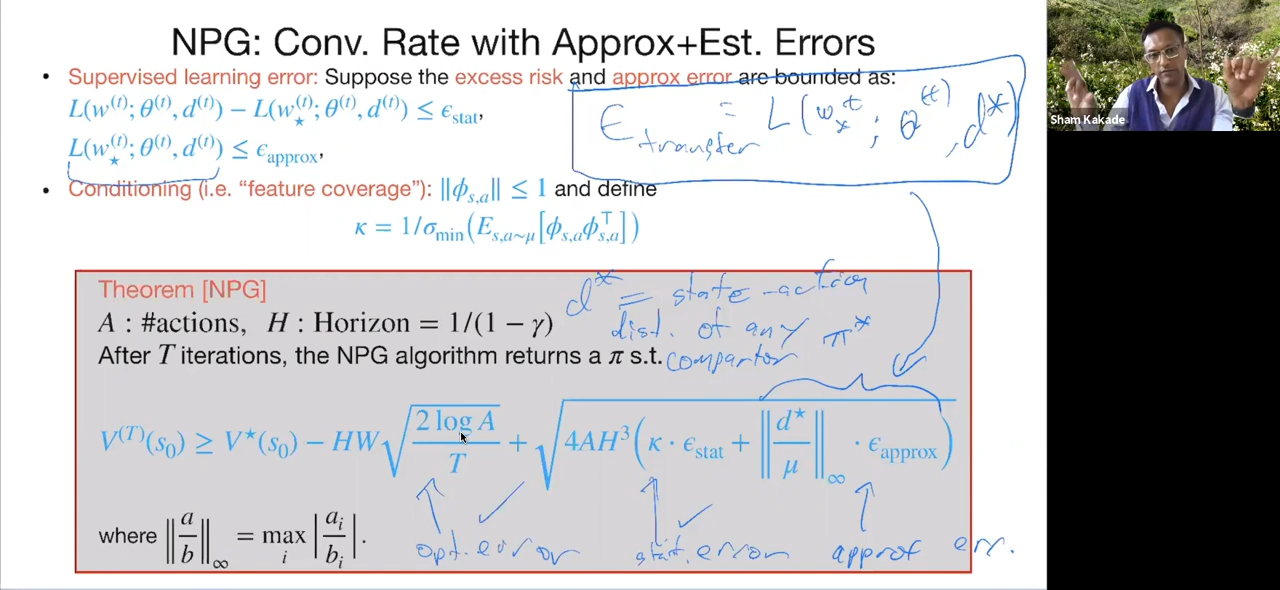 NPG: Conv. Rate with Approx+Est. Errors
• Supervised learning error: Suppose the excess risk and approx error are bounded as:
L(w^{(t)}; θ^{(t)}, d^{(t)}) − L(w_⋆^{(t)}; θ^{(t)}, d^{(t)}) ≤ ϵ_stat,
L(w_⋆^{(t)}; θ^{(t)}, d^{(t)}) ≤ ϵ_approx,
ϵ_transfer = L(w_*^t; θ^{(t)}, d^*)
• Conditioning (i.e. “feature coverage”): ||ϕ_{s,a}|| ≤ 1 and define
κ = 1/σ_min(E_{s,a∼μ}[ϕ_{s,a}ϕ_{s,a}^⊤])
Theorem [NPG]
A : #actions, H : Horizon = 1/(1 − γ)
After T iterations, the NPG algorithm returns a π s.t.
d^* = state-action
dist. of any π^*
compartor
V^{(T)}(s_0) ≥ V^⋆(s_0) − HW√(2 log A / T) + √(4AH^3(κ · ϵ_stat + ||d^⋆/μ||_∞ · ϵ_approx))
opt. error
stat. error
approx err.
where ||a/b||_∞ = max_i |a_i/b_i|.
Sham Kakade